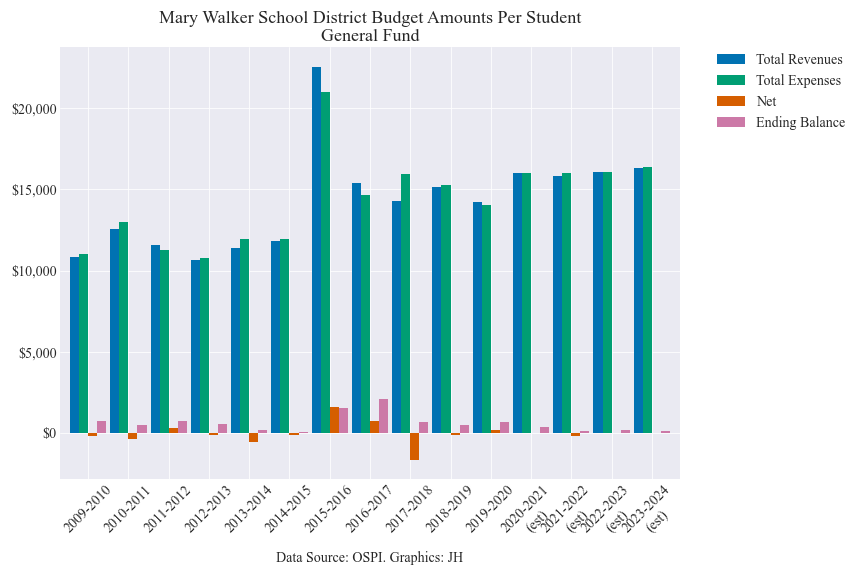 Mary Walker School District Budget Amounts Per Student
General Fund
Total Revenues
Total Expenses
Net
Ending Balance
$20,000
$15,000
$10,000
$5,000
$0
2009-2010
2010-2011
2011-2012
2012-2013
2013-2014
2014-2015
2015-2016
2016-2017
2017-2018
2018-2019
2019-2020
2020-2021
(est)
2021-2022
(est)
2022-2023
(est)
2023-2024
(est)
Data Source: OSPI. Graphics: JH